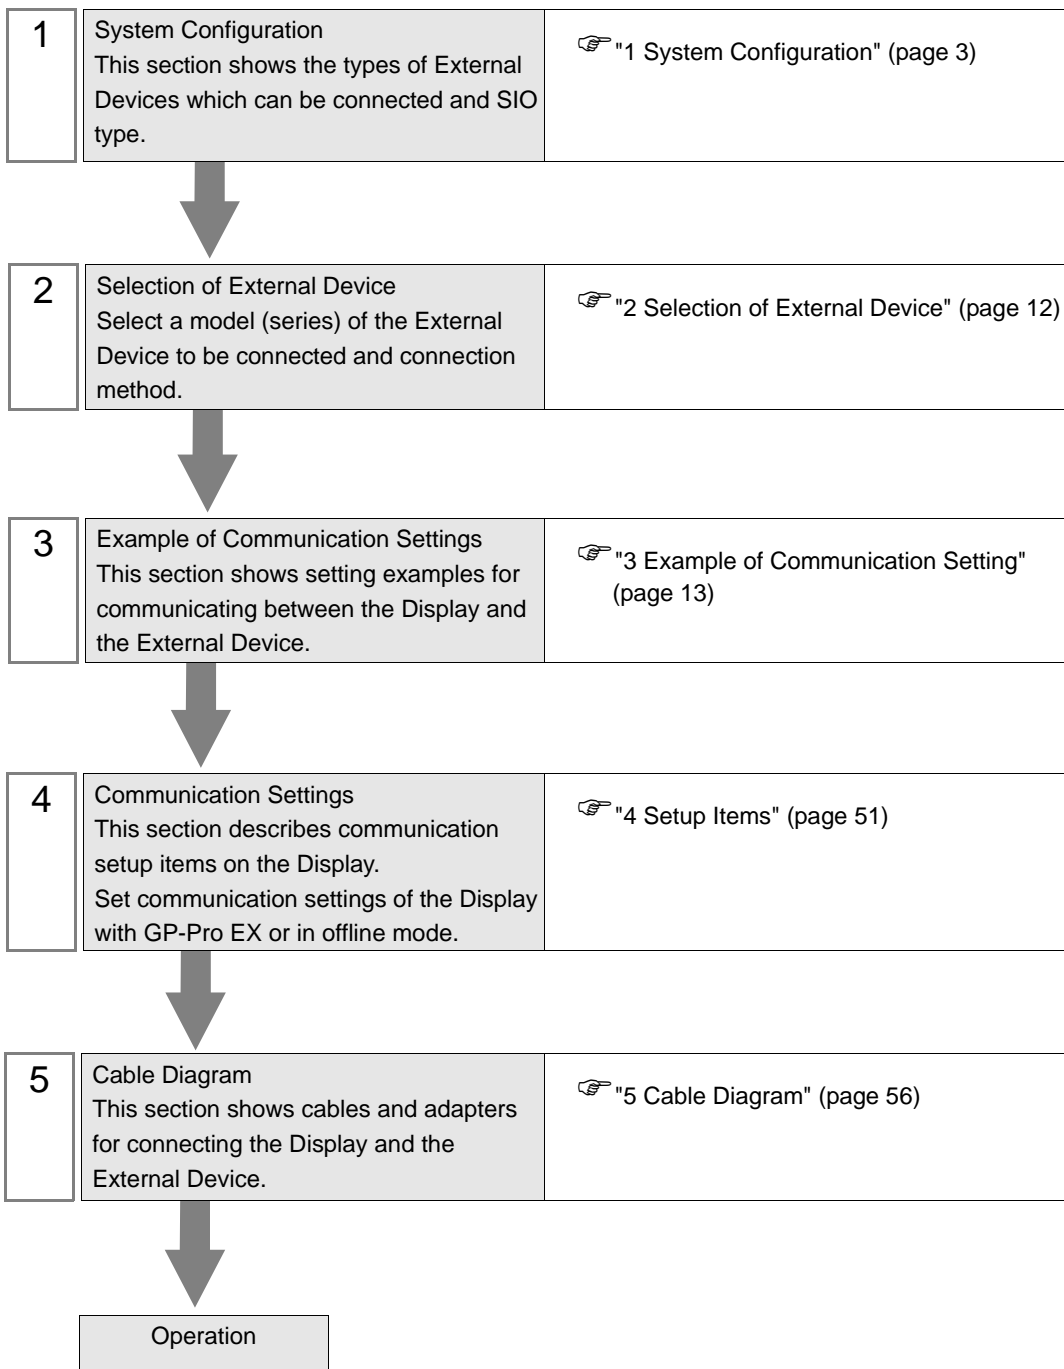 1
System Configuration
This section shows the types of External
Devices which can be connected and SIO
type.
"1 System Configuration" (page 3)
2
Selection of External Device
Select a model (series) of the External
Device to be connected and connection
method.
"2 Selection of External Device" (page 12)
3
Example of Communication Settings
This section shows setting examples for
communicating between the Display and
the External Device.
"3 Example of Communication Setting"
(page 13)
4
Communication Settings
This section describes communication
setup items on the Display.
Set communication settings of the Display
with GP-Pro EX or in offline mode.
"4 Setup Items" (page 51)
5
Cable Diagram
This section shows cables and adapters
for connecting the Display and the
External Device.
"5 Cable Diagram" (page 56)
Operation